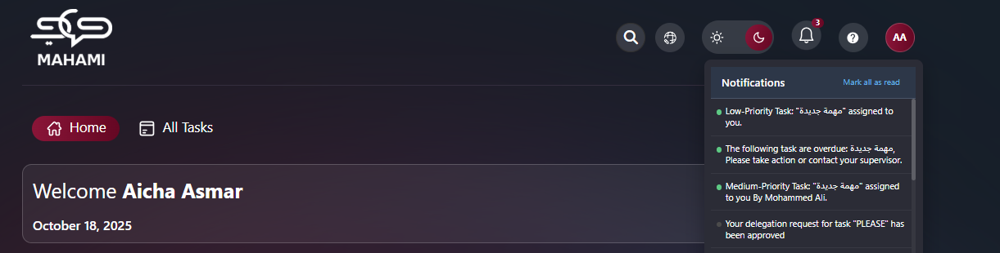 MAHAMI
3
AA
Notifications
Mark all as read
Home
All Tasks
Low-Priority Task: "مهمة جديدة" assigned to
you.
The following task are overdue: مهمة جديدة,
Please take action or contact your supervisor.
Medium-Priority Task: "مهمة جديدة" assigned
to you By Mohammed Ali.
Your delegation request for task "PLEASE" has
been approved
Welcome Aicha Asmar
October 18, 2025